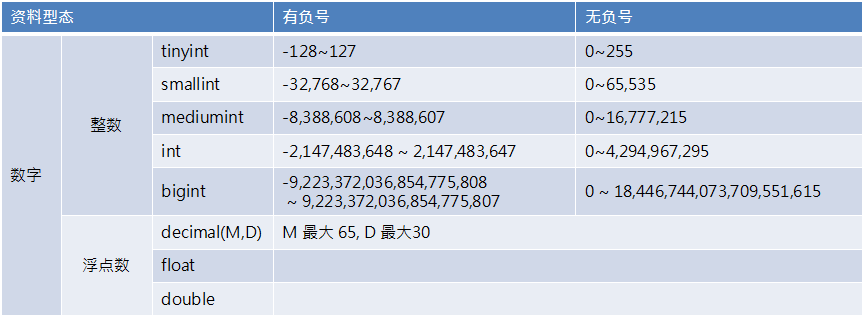 资料型态 有负号 无负号
tinyint -128~127 0~255
smallint -32,768~32,767 0~65,535
mediumint -8,388,608~8,388,607 0~16,777,215
整数
int -2,147,483,648 ~ 2,147,483,647 0~4,294,967,295
数字
bigint -9,223,372,036,854,775,808
~ 9,223,372,036,854,775,807 0 ~ 18,446,744,073,709,551,615
decimal(M,D) M 最大 65, D 最大30
浮点数 float
double